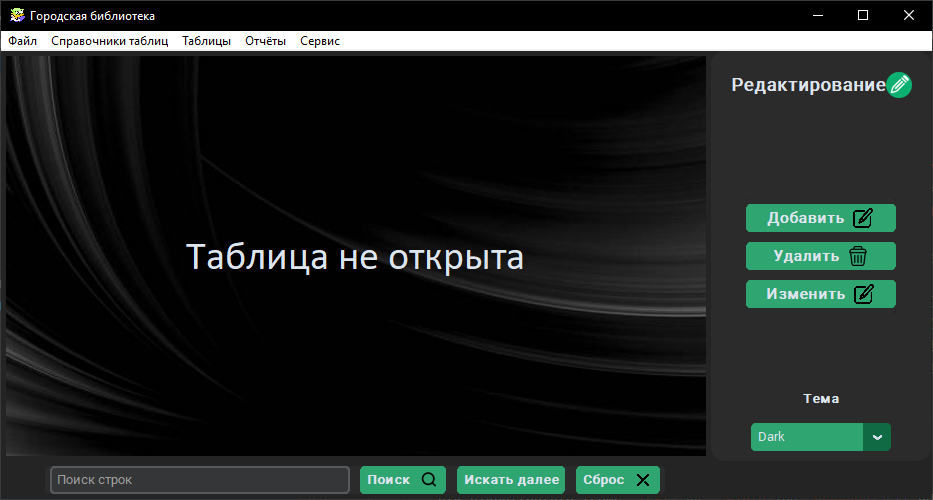 Городская библиотека
Файл Справочники таблиц Таблицы Отчёты Сервис
Таблица не открыта
Редактирование
Добавить
Удалить
Изменить
Тема
Dark
Поиск строк Поиск Искать далее Сброс